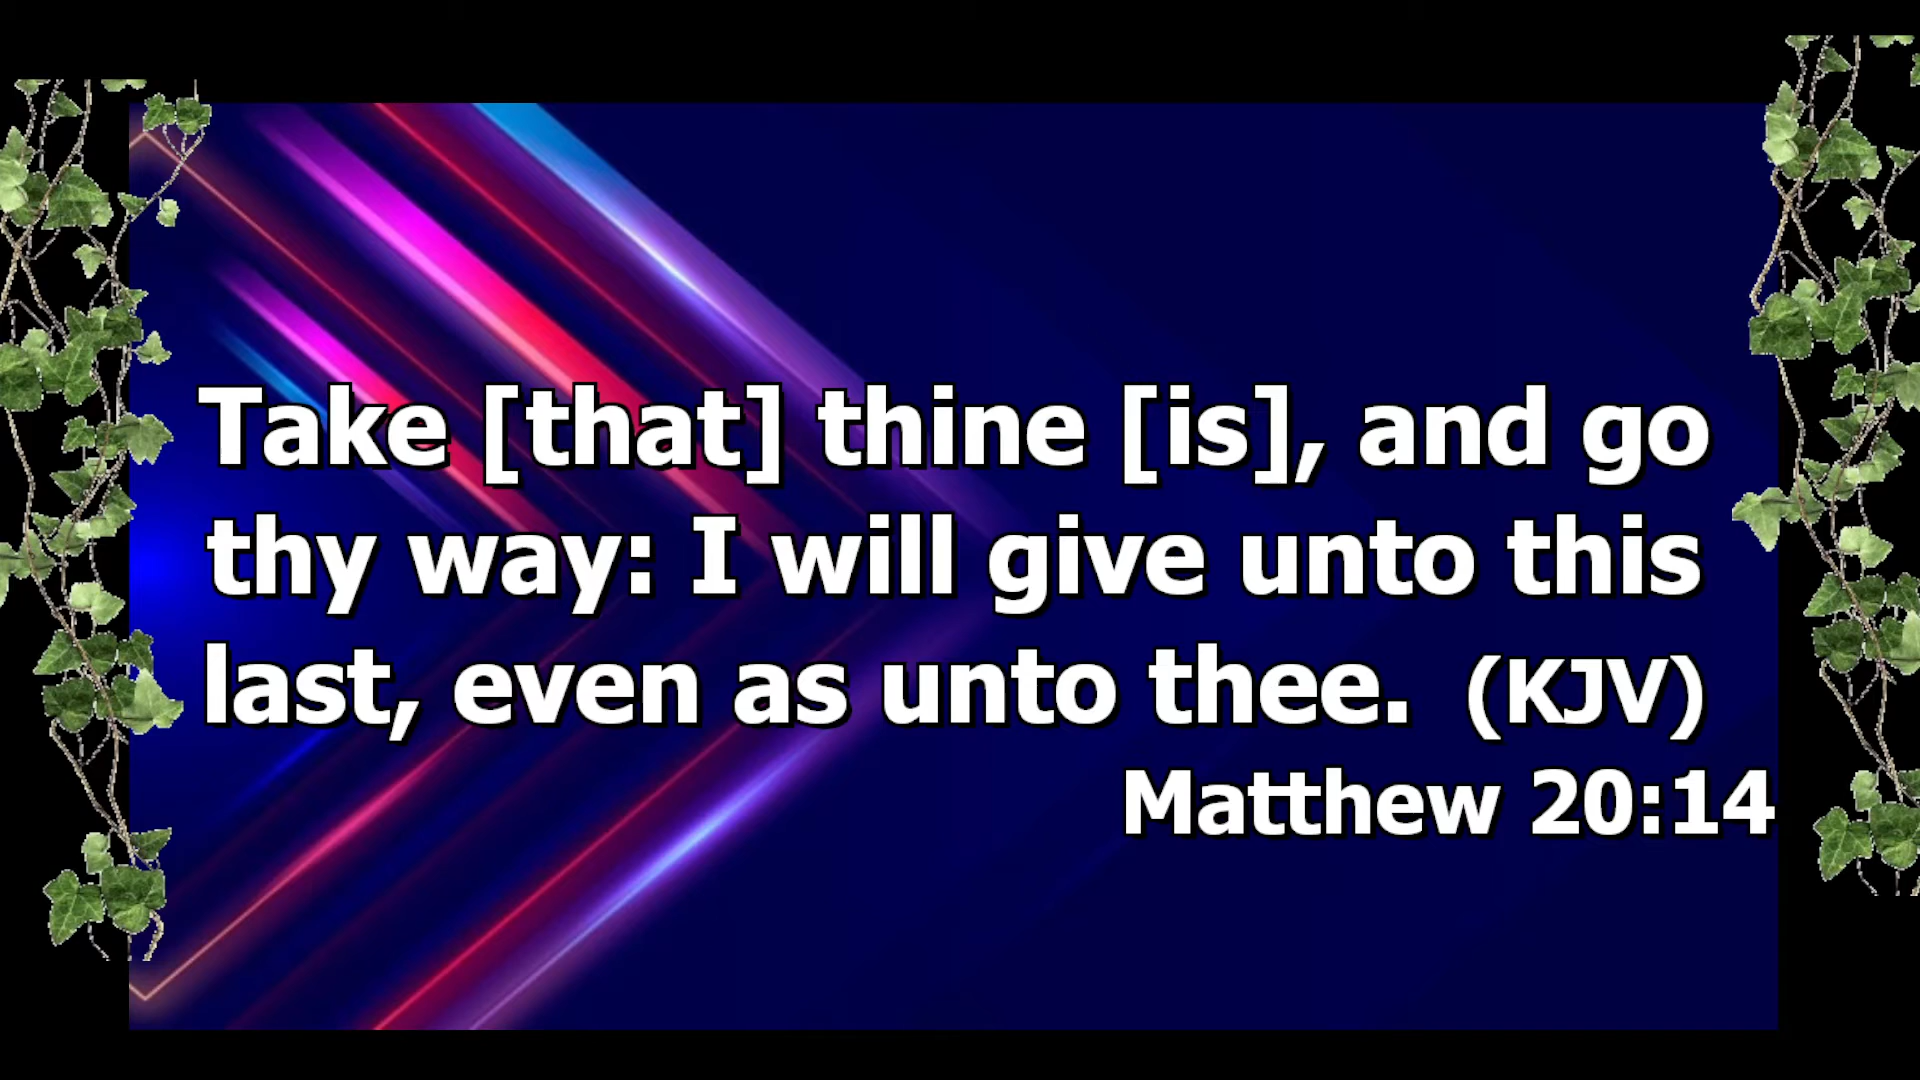 Take [that] thine [is], and go
thy way: I will give unto this
last, even as unto thee. (KJV)
Matthew 20:14